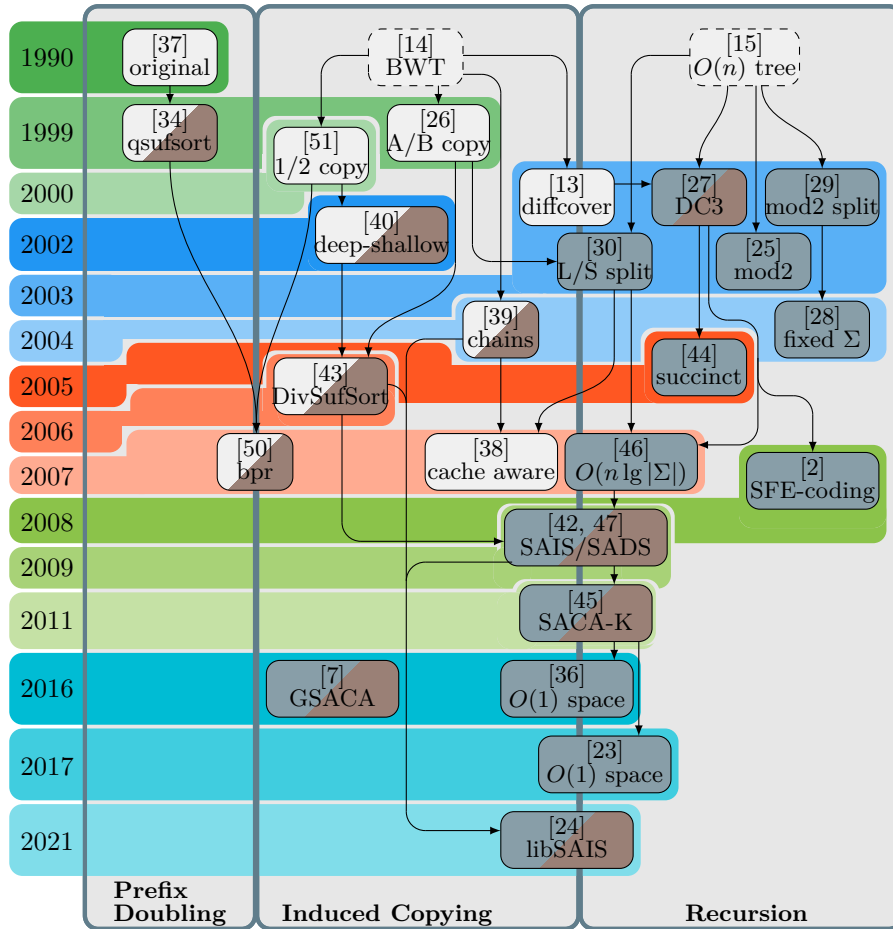 1990
[37]
original
[14]
BWT
[15]
O(n) tree
1999
[34]
qsufsort
[51]
1/2 copy
[26]
A/B copy
2000
[13]
diffcover
[27]
DC3
[29]
mod2 split
2002
[40]
deep-shallow
[30]
L/S split
[25]
mod2
2003
2004
[39]
chains
[28]
fixed Σ
2005
[43]
DivSufSort
[44]
succinct
2006
2007
[50]
bpr
[38]
cache aware
[46]
O(n lg |Σ|)
[2]
SFE-coding
2008
[42, 47]
SAIS/SADS
2009
2011
[45]
SACA-K
2016
[7]
GSACA
[36]
O(1) space
2017
[23]
O(1) space
2021
[24]
libSAIS
Prefix
Doubling
Induced Copying
Recursion